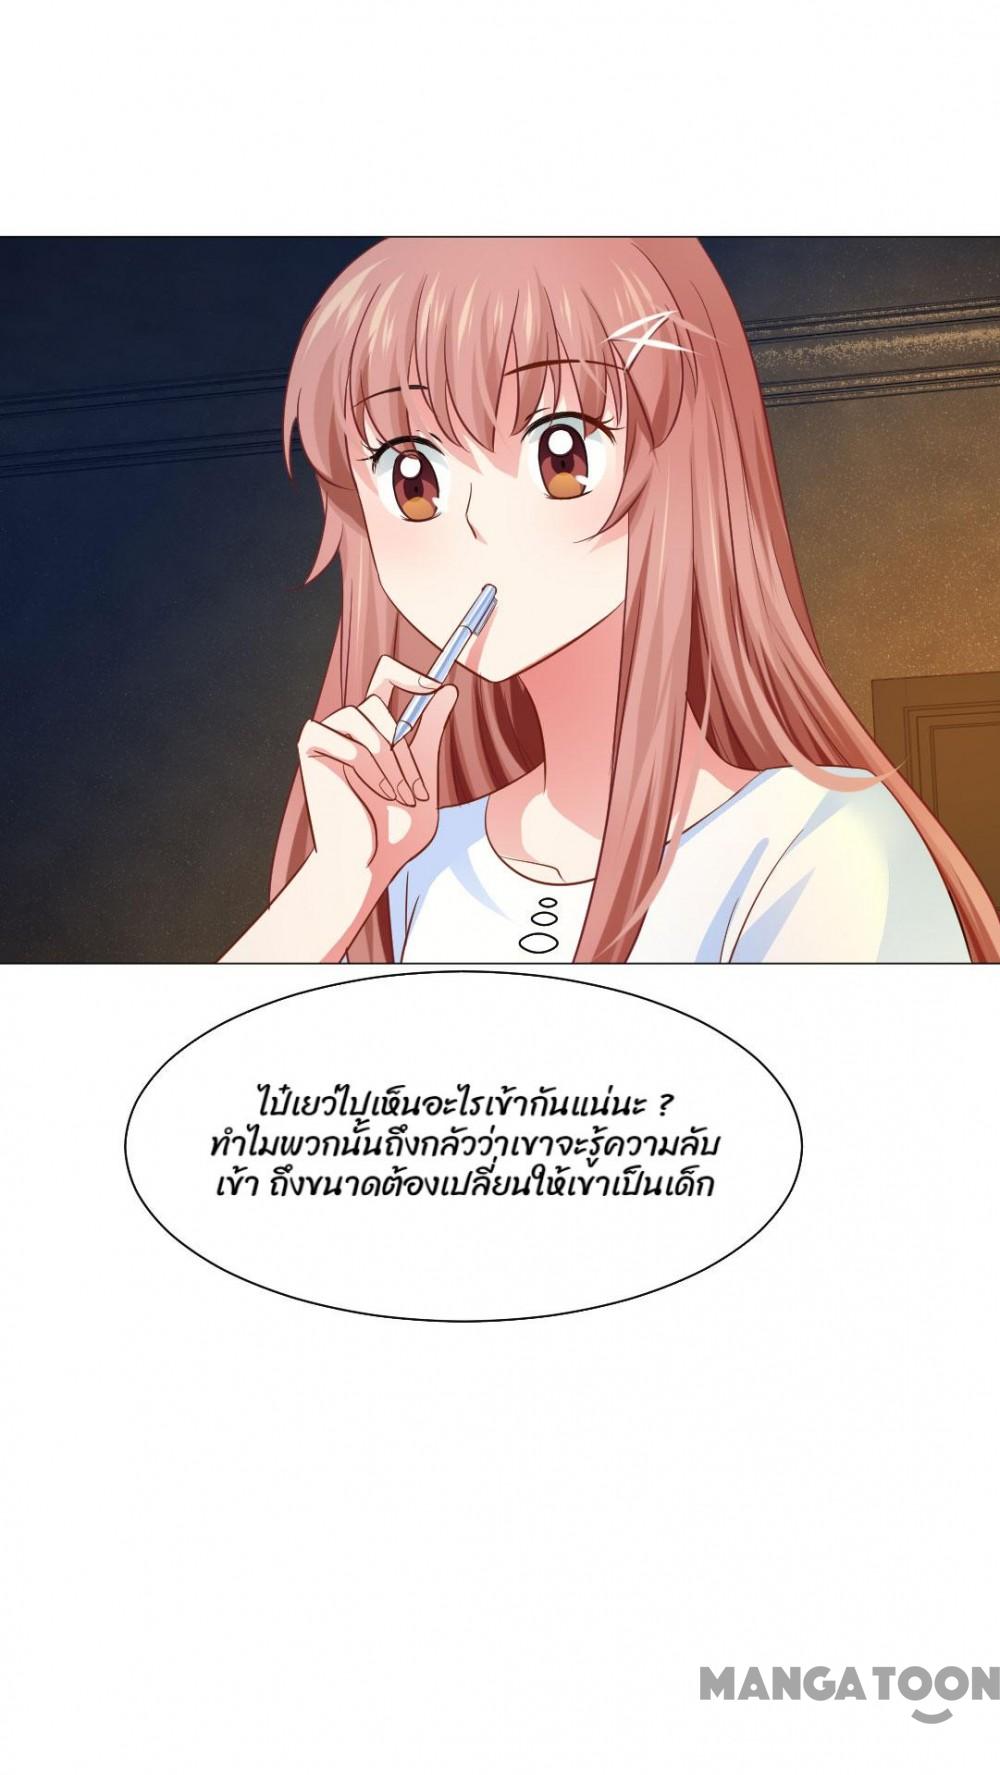 ไป๋เยว่ไปเห็นอะไรเข้ากันแน่นะ ?
ทำไมพวกนั้นถึงกลัวว่าเขาจะรู้ความลับ
เข้า ถึงขนาดต้องเปลี่ยนให้เขาเป็นเด็ก
MANGATOON